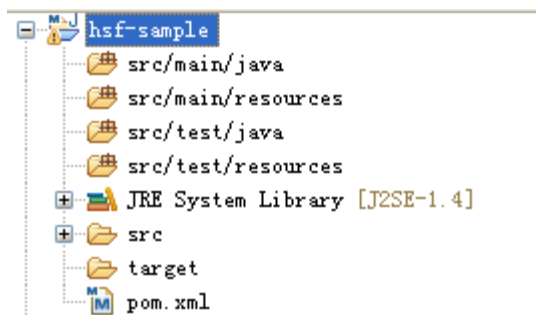 hsf-sample
src/main/java
src/main/resources
src/test/java
src/test/resources
JRE System Library [J2SE-1.4]
src
target
pom.xml